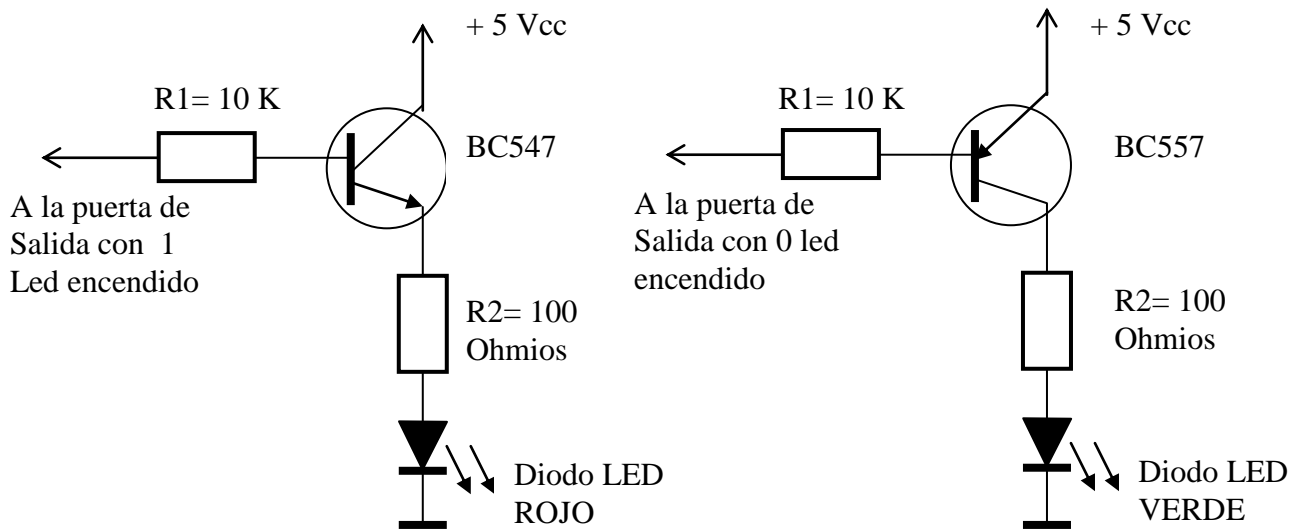 + 5 Vcc
R1= 10 K
BC547
A la puerta de
Salida con 1
Led encendido
R2= 100
Ohmios
Diodo LED
ROJO
+ 5 Vcc
R1= 10 K
BC557
A la puerta de
Salida con 0 led
encendido
R2= 100
Ohmios
Diodo LED
VERDE